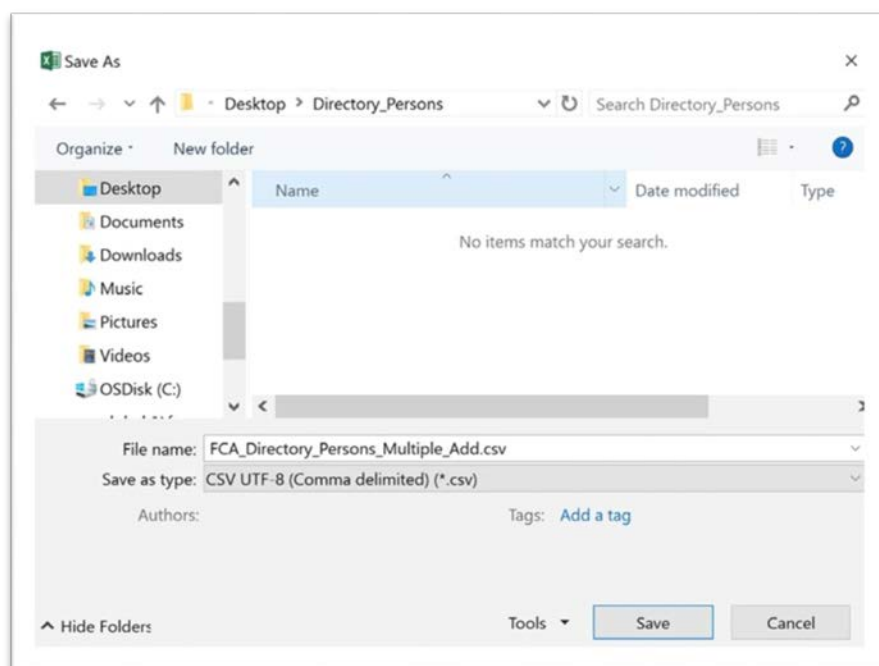 Save As
Desktop > Directory_Persons Search Directory_Persons
Organize New folder
Name Date modified Type
No items match your search.
Desktop
Documents
Downloads
Music
Pictures
Videos
OSDisk (C:)
File name: FCA_Directory_Persons_Multiple_Add.csv
Save as type: CSV UTF-8 (Comma delimited) (*.csv)
Authors: Tags: Add a tag
Hide Folders Tools Save Cancel